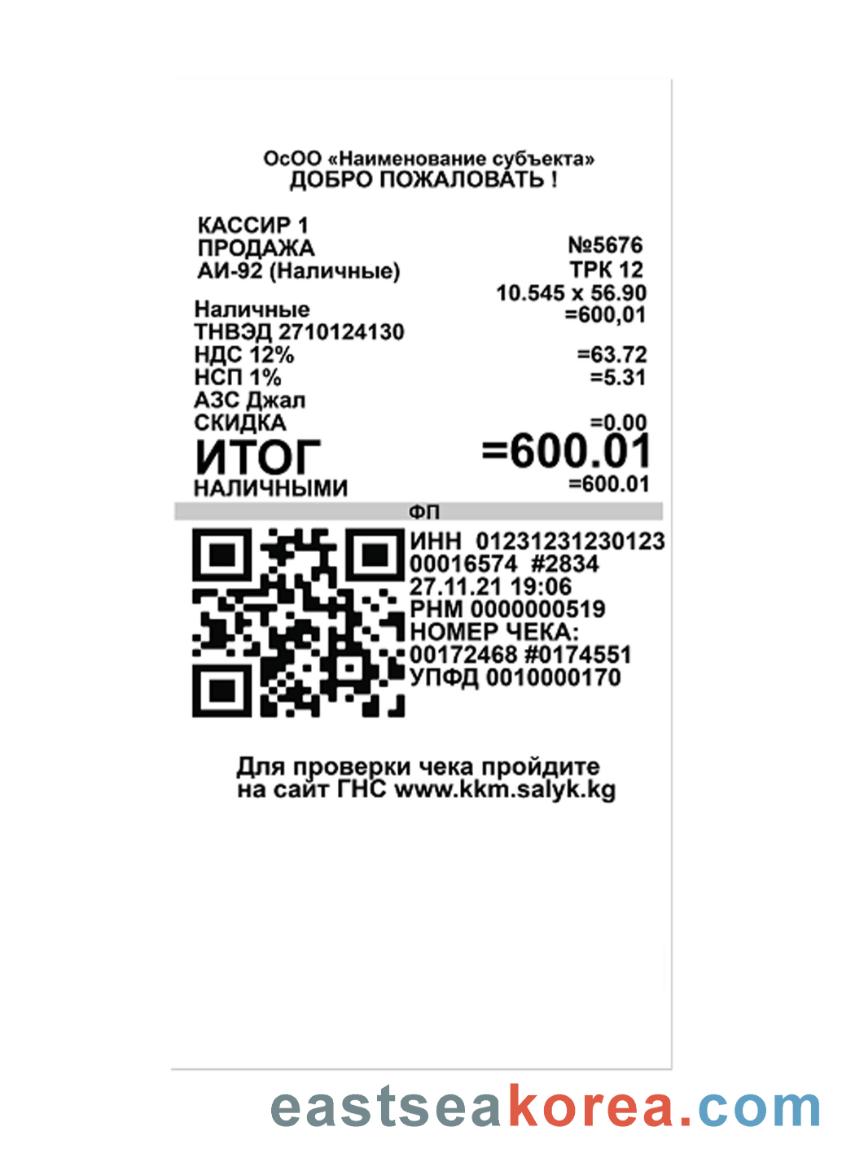 ОсОО «Наименование субъекта»
ДОБРО ПОЖАЛОВАТЬ !
КАССИР 1
ПРОДАЖА №5676
АИ-92 (Наличные) ТРК 12
10.545 x 56.90
Наличные =600,01
ТНВЭД 2710124130
НДС 12% =63.72
НСП 1% =5.31
АЗС Джал
СКИДКА =0.00
ИТОГ =600.01
НАЛИЧНЫМИ =600.01
ФП
ИНН 01231231230123
00016574 #2834
27.11.21 19:06
РНМ 0000000519
НОМЕР ЧЕКА:
00172468 #0174551
УПФД 0010000170
Для проверки чека пройдите
на сайт ГНС www.kkm.salyk.kg
eastseakorea.com